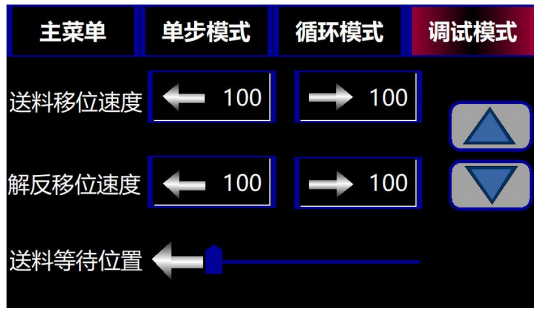 主菜单 单步模式 循环模式 调试模式
送料移位速度 100 100
解反移位速度 100 100
送料等待位置